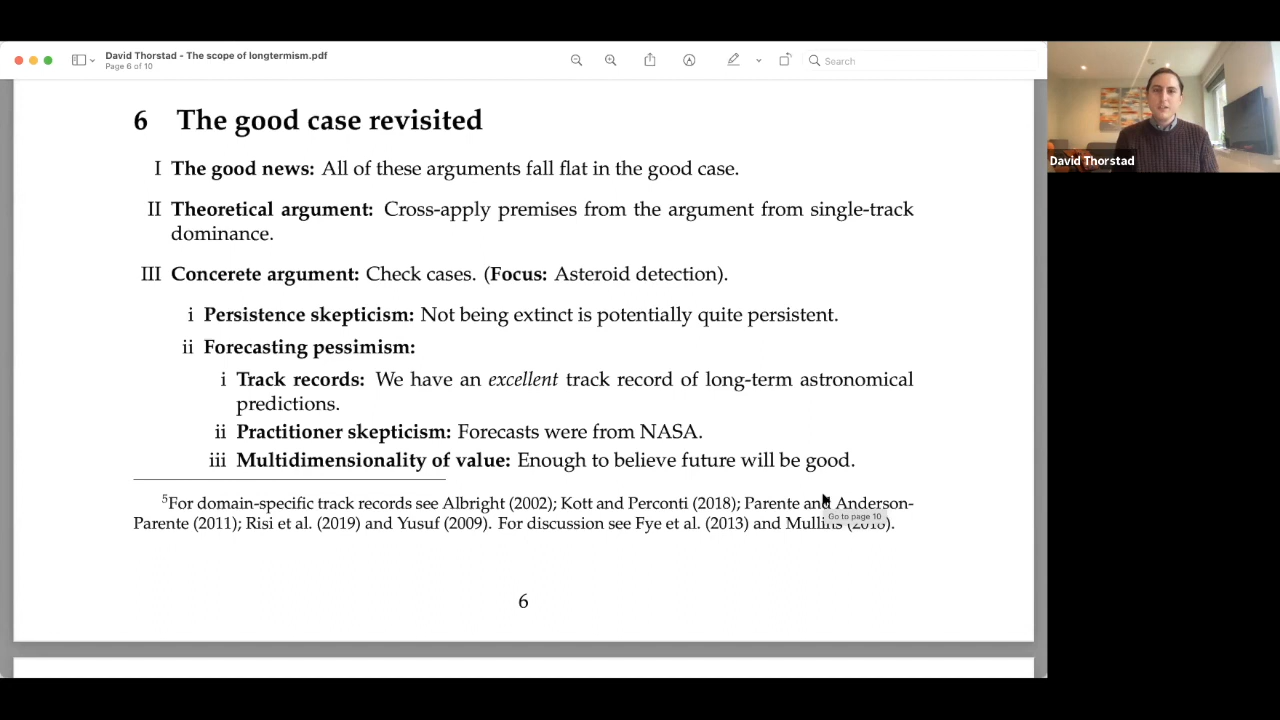 David Thorstad - The scope of longtermism.pdf
Page 6 of 10
Search
6 The good case revisited
I The good news: All of these arguments fall flat in the good case.
II Theoretical argument: Cross-apply premises from the argument from single-track
dominance.
III Concerete argument: Check cases. (Focus: Asteroid detection).
i Persistence skepticism: Not being extinct is potentially quite persistent.
ii Forecasting pessimism:
i Track records: We have an excellent track record of long-term astronomical
predictions.
ii Practitioner skepticism: Forecasts were from NASA.
iii Multidimensionality of value: Enough to believe future will be good.
5For domain-specific track records see Albright (2002); Kott and Perconti (2018); Parente and Anderson-
Parente (2011); Risi et al. (2019) and Yusuf (2009). For discussion see Fye et al. (2013) and Mullins
Go to page 10
6
David Thorstad